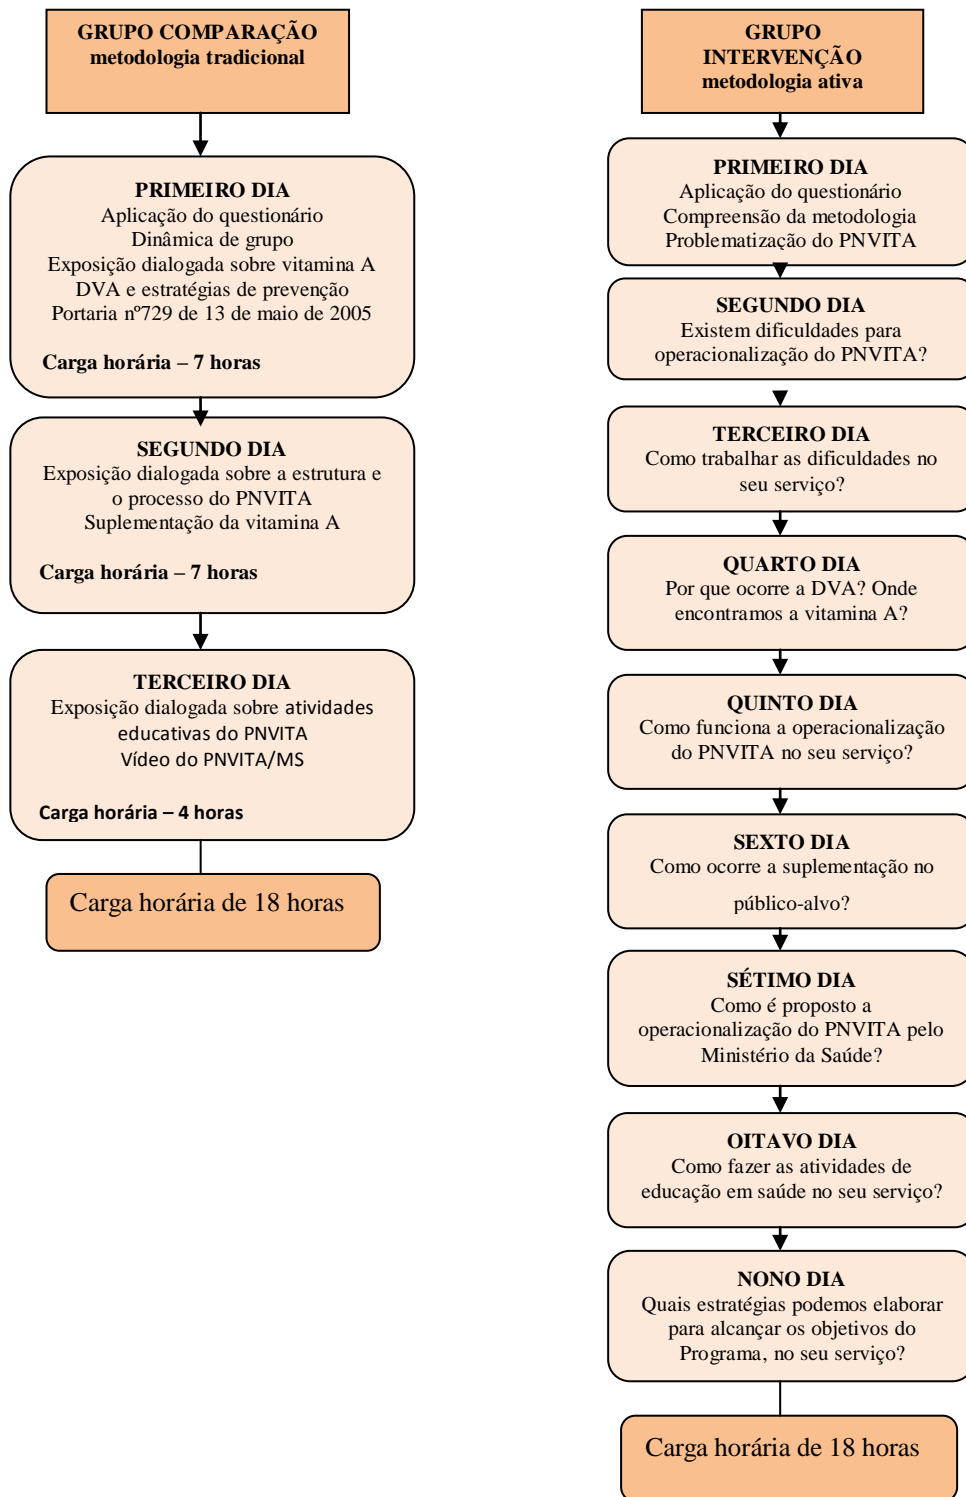 GRUPO COMPARAÇÃO
metodologia tradicional
PRIMEIRO DIA
Aplicação do questionário
Dinâmica de grupo
Exposição dialogada sobre vitamina A
DVA e estratégias de prevenção
Portaria nº729 de 13 de maio de 2005
Carga horária – 7 horas
SEGUNDO DIA
Exposição dialogada sobre a estrutura e
o processo do PNVITA
Suplementação da vitamina A
Carga horária – 7 horas
TERCEIRO DIA
Exposição dialogada sobre atividades
educativas do PNVITA
Vídeo do PNVITA/MS
Carga horária – 4 horas
Carga horária de 18 horas
GRUPO
INTERVENÇÃO
metodologia ativa
PRIMEIRO DIA
Aplicação do questionário
Compreensão da metodologia
Problematização do PNVITA
SEGUNDO DIA
Existem dificuldades para
operacionalização do PNVITA?
TERCEIRO DIA
Como trabalhar as dificuldades no
seu serviço?
QUARTO DIA
Por que ocorre a DVA? Onde
encontramos a vitamina A?
QUINTO DIA
Como funciona a operacionalização
do PNVITA no seu serviço?
SEXTO DIA
Como ocorre a suplementação no
público-alvo?
SÉTIMO DIA
Como é proposto a
operacionalização do PNVITA pelo
Ministério da Saúde?
OITAVO DIA
Como fazer as atividades de
educação em saúde no seu serviço?
NONO DIA
Quais estratégias podemos elaborar
para alcançar os objetivos do
Programa, no seu serviço?
Carga horária de 18 horas